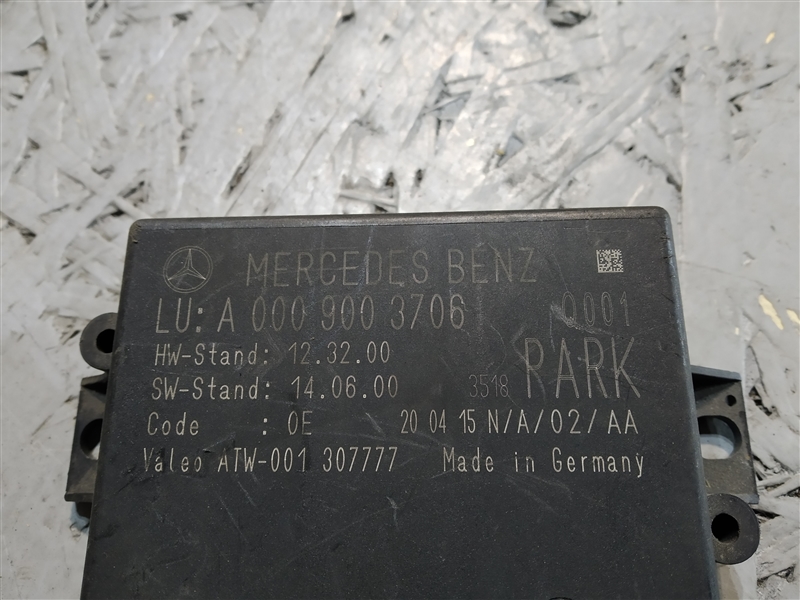 MERCEDES BENZ
LU: A 000 900 3706 0001
HW-Stand: 12.32.00
SW-Stand: 14.06.00 3518 PARK
Code : 0E 20 04 15 N/A/02/AA
Valeo ATW-001 307777 Made in Germany